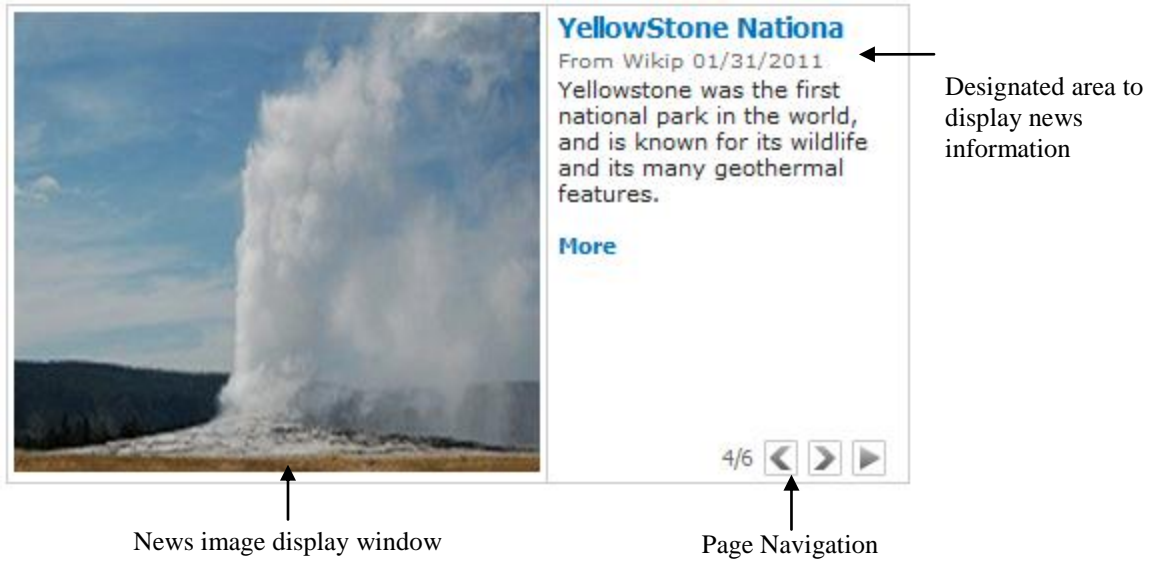 YellowStone Nationa
From Wikip 01/31/2011
Yellowstone was the first
national park in the world,
and is known for its wildlife
and its many geothermal
features.
More
4/6
Designated area to
display news
information
News image display window
Page Navigation